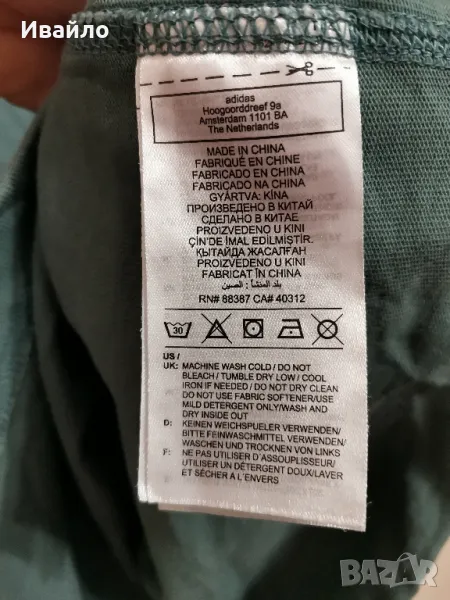 Ивайло
adidas
Hoogoorddreef 9a
Amsterdam 1101 BA
The Netherlands
MADE IN CHINA
FABRIQUÉ EN CHINE
FABRICADO EN CHINA
FABRICADO NA CHINA
GYÁRTVA: KÍNA
ПРОИЗВЕДЕНО В КИТАЙ
СДЕЛАНО В КИТАЕ
PROIZVEDENO U KINI
ÇİN'DE İMAL EDİLMİŞTİR.
ҚЫТАЙДА ЖАСАЛҒАН
PROIZVEDENO U KINI
FABRICAT ÎN CHINA
بلد المنشأ : الصين
RN# 88387 CA# 40312
30
US /
UK: MACHINE WASH COLD / DO NOT
BLEACH / TUMBLE DRY LOW / COOL
IRON IF NEEDED / DO NOT DRY CLEAN
DO NOT USE FABRIC SOFTENER/USE
MILD DETERGENT ONLY/WASH AND
DRY INSIDE OUT
D: KEINEN WEICHSPUELER VERWENDEN/
BITTE FEINWASCHMITTEL VERWENDEN/
WASCHEN UND TROCKNEN VON LINKS
F: NE PAS UTILISER D'ASSOUPLISSEUR/
UTILISER UN DÉTERGENT DOUX/LAVER
ET SÉCHER À L'ENVERS
BAZAR